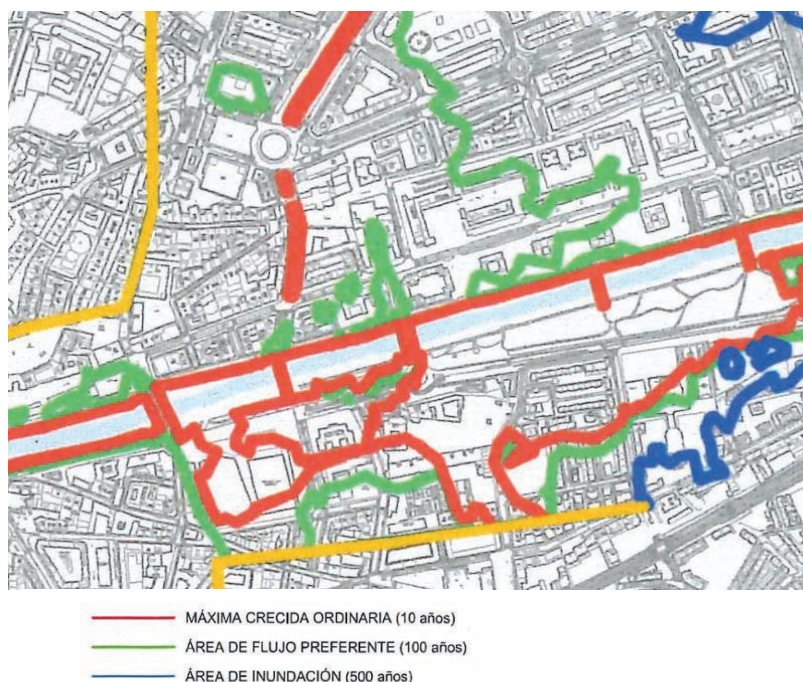 MÁXIMA CRECIDA ORDINARIA (10 años)
ÁREA DE FLUJO PREFERENTE (100 años)
ÁREA DE INUNDACIÓN (500 años)